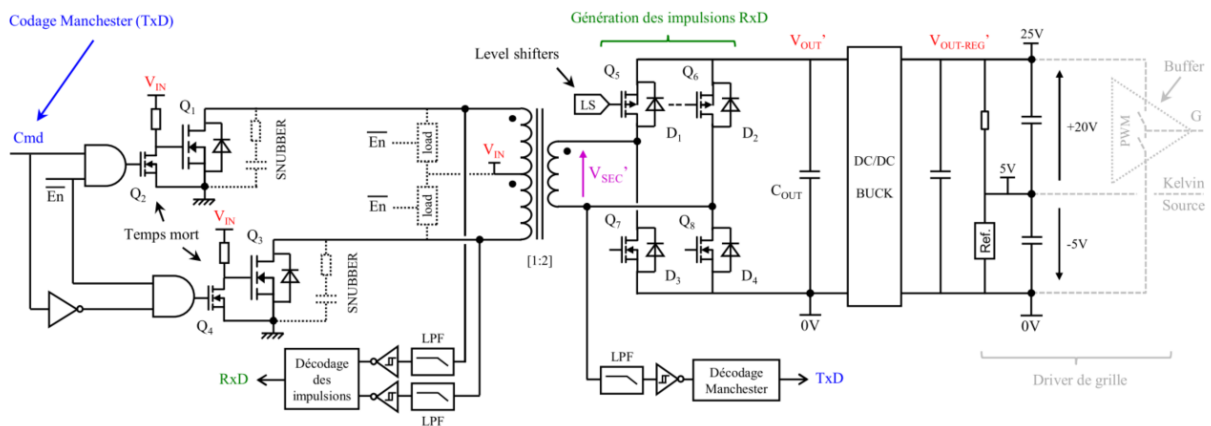 Codage Manchester (TxD)
Génération des impulsions RxD
Level shifters
V_OUT'
V_OUT-REG'
25V
V_IN
Q₁
Q₅
Q₆
LS
Buffer
G
Cmd
SNUBBER
En
load
V_IN
D₁
D₂
+20V
PWM
En
Q₂
V_SEC'
DC/DC
BUCK
5V
Kelvin
Source
Temps mort
V_IN
Q₃
En
load
C_OUT
Q₇
Q₈
Ref.
-5V
SNUBBER
[1:2]
D₃
D₄
Q₄
0V
0V
LPF
LPF
RxD
Décodage
des
impulsions
Décodage
Manchester
TxD
Driver de grille
LPF